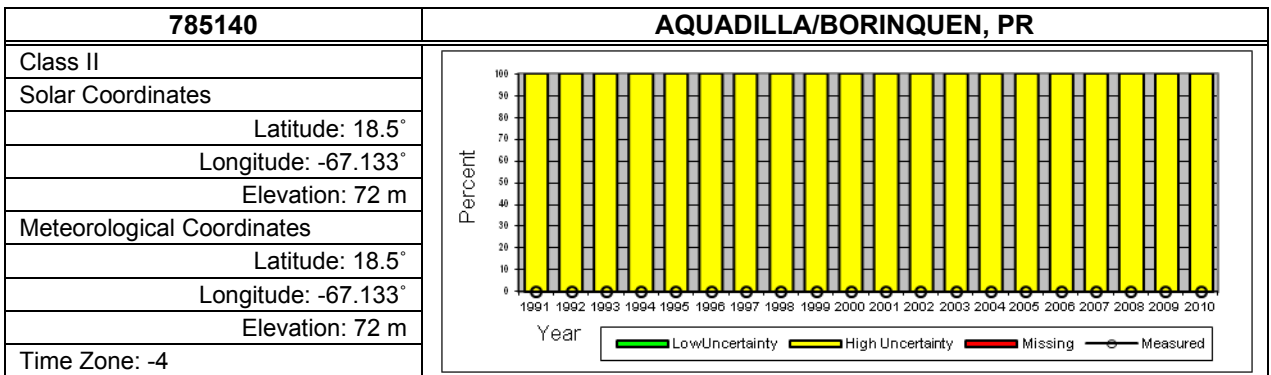 785140
AQUADILLA/BORINQUEN, PR
Class II
Solar Coordinates
Latitude: 18.5˚
Longitude: -67.133˚
Elevation: 72 m
Meteorological Coordinates
Latitude: 18.5˚
Longitude: -67.133˚
Elevation: 72 m
Time Zone: -4
Percent
100
90
80
70
60
50
40
30
20
10
0
1991 1992 1993 1994 1995 1996 1997 1998 1999 2000 2001 2002 2003 2004 2005 2006 2007 2008 2009 2010
Year
LowUncertainty High Uncertainty Missing Measured